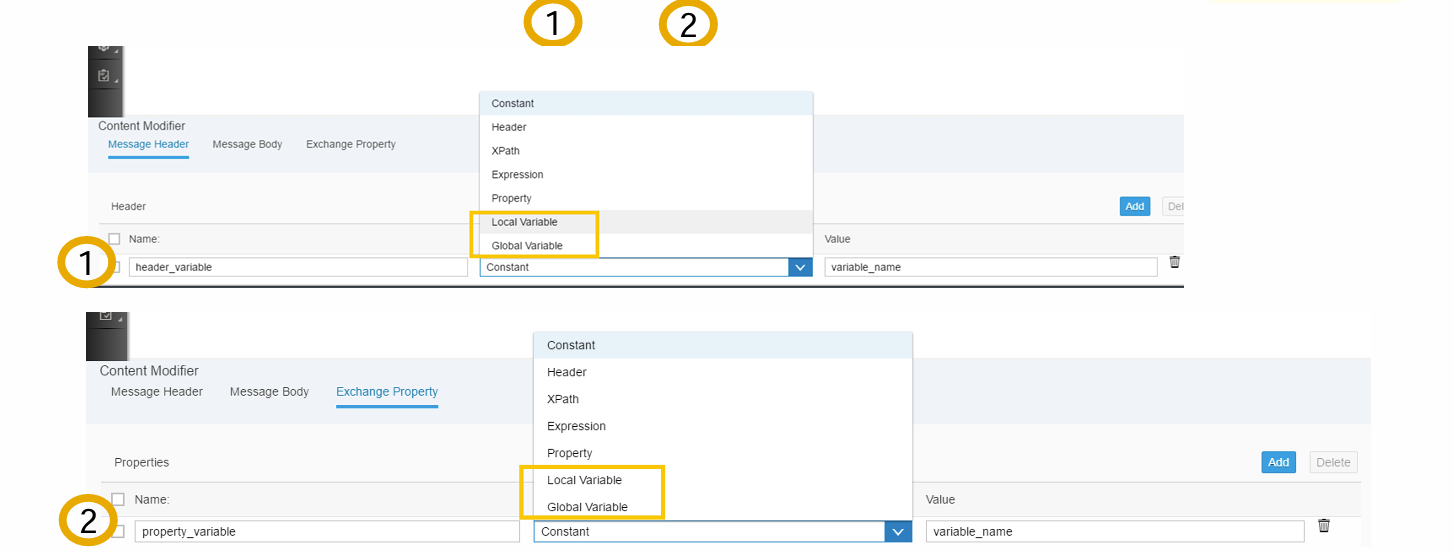 1 2
Constant
Content Modifier
Header
Message Header Message Body Exchange Property
XPath
Expression
Property
Header Add Del
Local Variable
Name: Value
Global Variable
1 header_variable Constant variable_name
Constant
Content Modifier
Header
Message Header Message Body Exchange Property
XPath
Expression
Property
Properties Add Delete
Local Variable
Name: Value
Global Variable
2 property_variable Constant variable_name